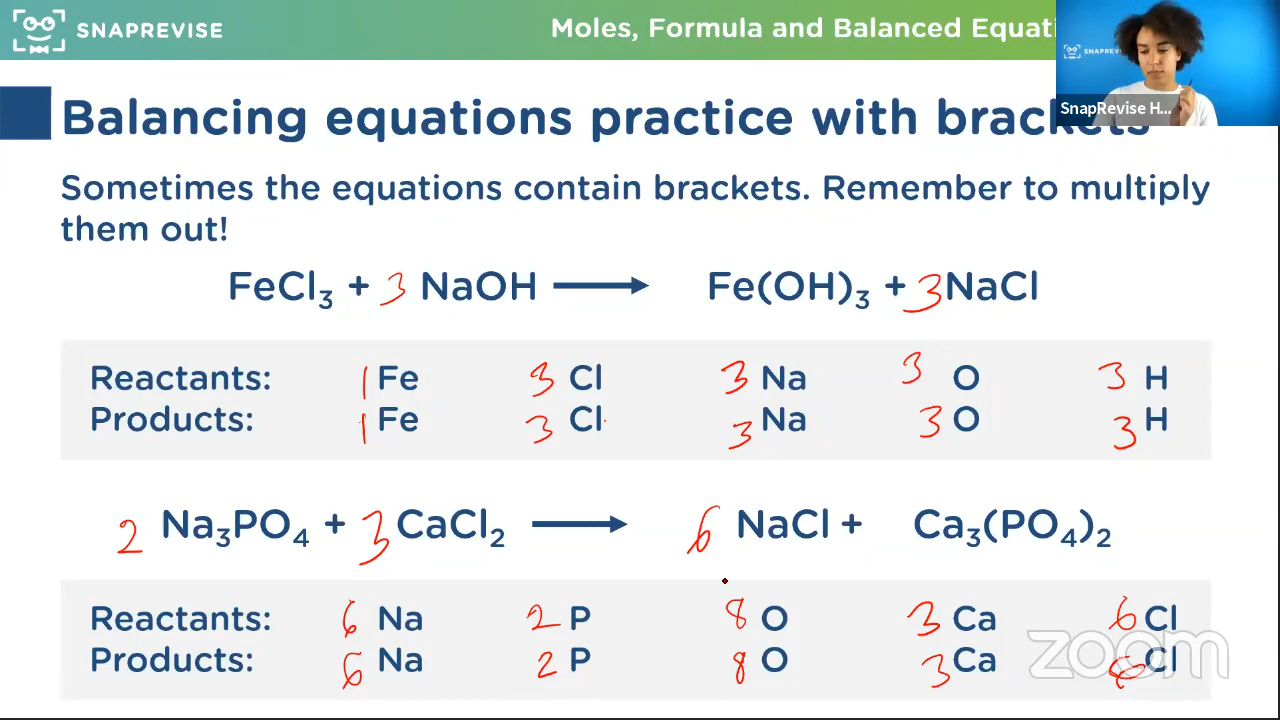 SNAPREVISE
Moles, Formula and Balanced Equati
SNAPREVIS
SnapRevise H...
Balancing equations practice with brackets
Sometimes the equations contain brackets. Remember to multiply
them out!
FeCl₃ + 3 NaOH → Fe(OH)₃ + 3NaCl
Reactants: 1 Fe 3 Cl 3 Na 3 O 3 H
Products: 1 Fe 3 Cl 3 Na 3 O 3 H
2 Na₃PO₄ + 3 CaCl₂ → 6 NaCl + Ca₃(PO₄)₂
Reactants: 6 Na 2 P 8 O 3 Ca 6 Cl
Products: 6 Na 2 P 8 O 3 Ca 6 Cl
zoom